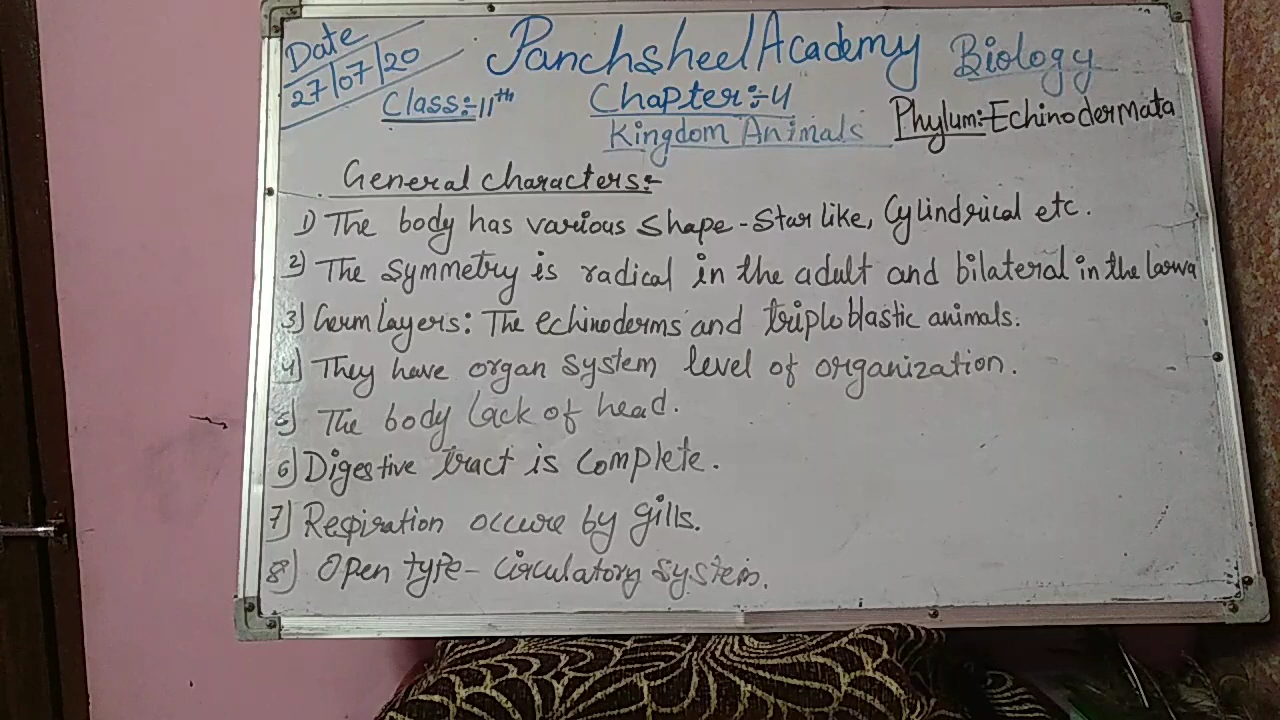 Date
27/07/20
Panchsheel Academy Biology
Class:-11th Chapter:-4
Kingdom Animals Phylum:-Echinodermata
General characters:-
1) The body has various shape-Star like, Cylindrical etc.
2) The symmetry is radical in the adult and bilateral in the larva
3) Germ layers: The echinoderms and triploblastic animals.
4) They have organ system level of organization.
5) The body lack of head.
6) Digestive tract is complete.
7) Respiration occure by gills.
8) Open type- circulatory system.